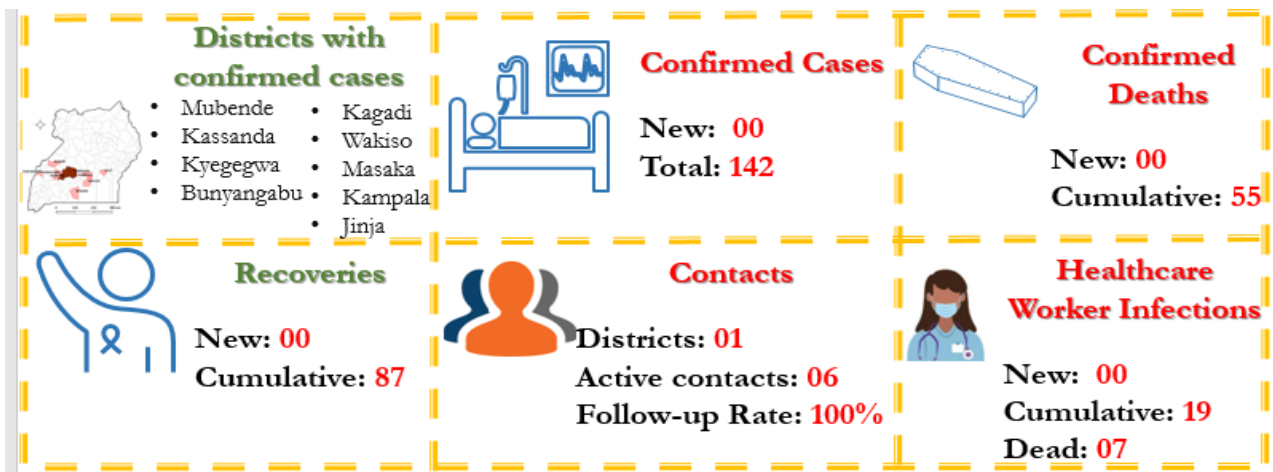 Districts with
confirmed cases
• Mubende
• Kassanda
• Kyegegwa
• Bunyangabu
• Kagadi
• Wakiso
• Masaka
• Kampala
• Jinja
Confirmed Cases
New: 00
Total: 142
Confirmed
Deaths
New: 00
Cumulative: 55
Recoveries
New: 00
Cumulative: 87
Contacts
Districts: 01
Active contacts: 06
Follow-up Rate: 100%
Healthcare
Worker Infections
New: 00
Cumulative: 19
Dead: 07